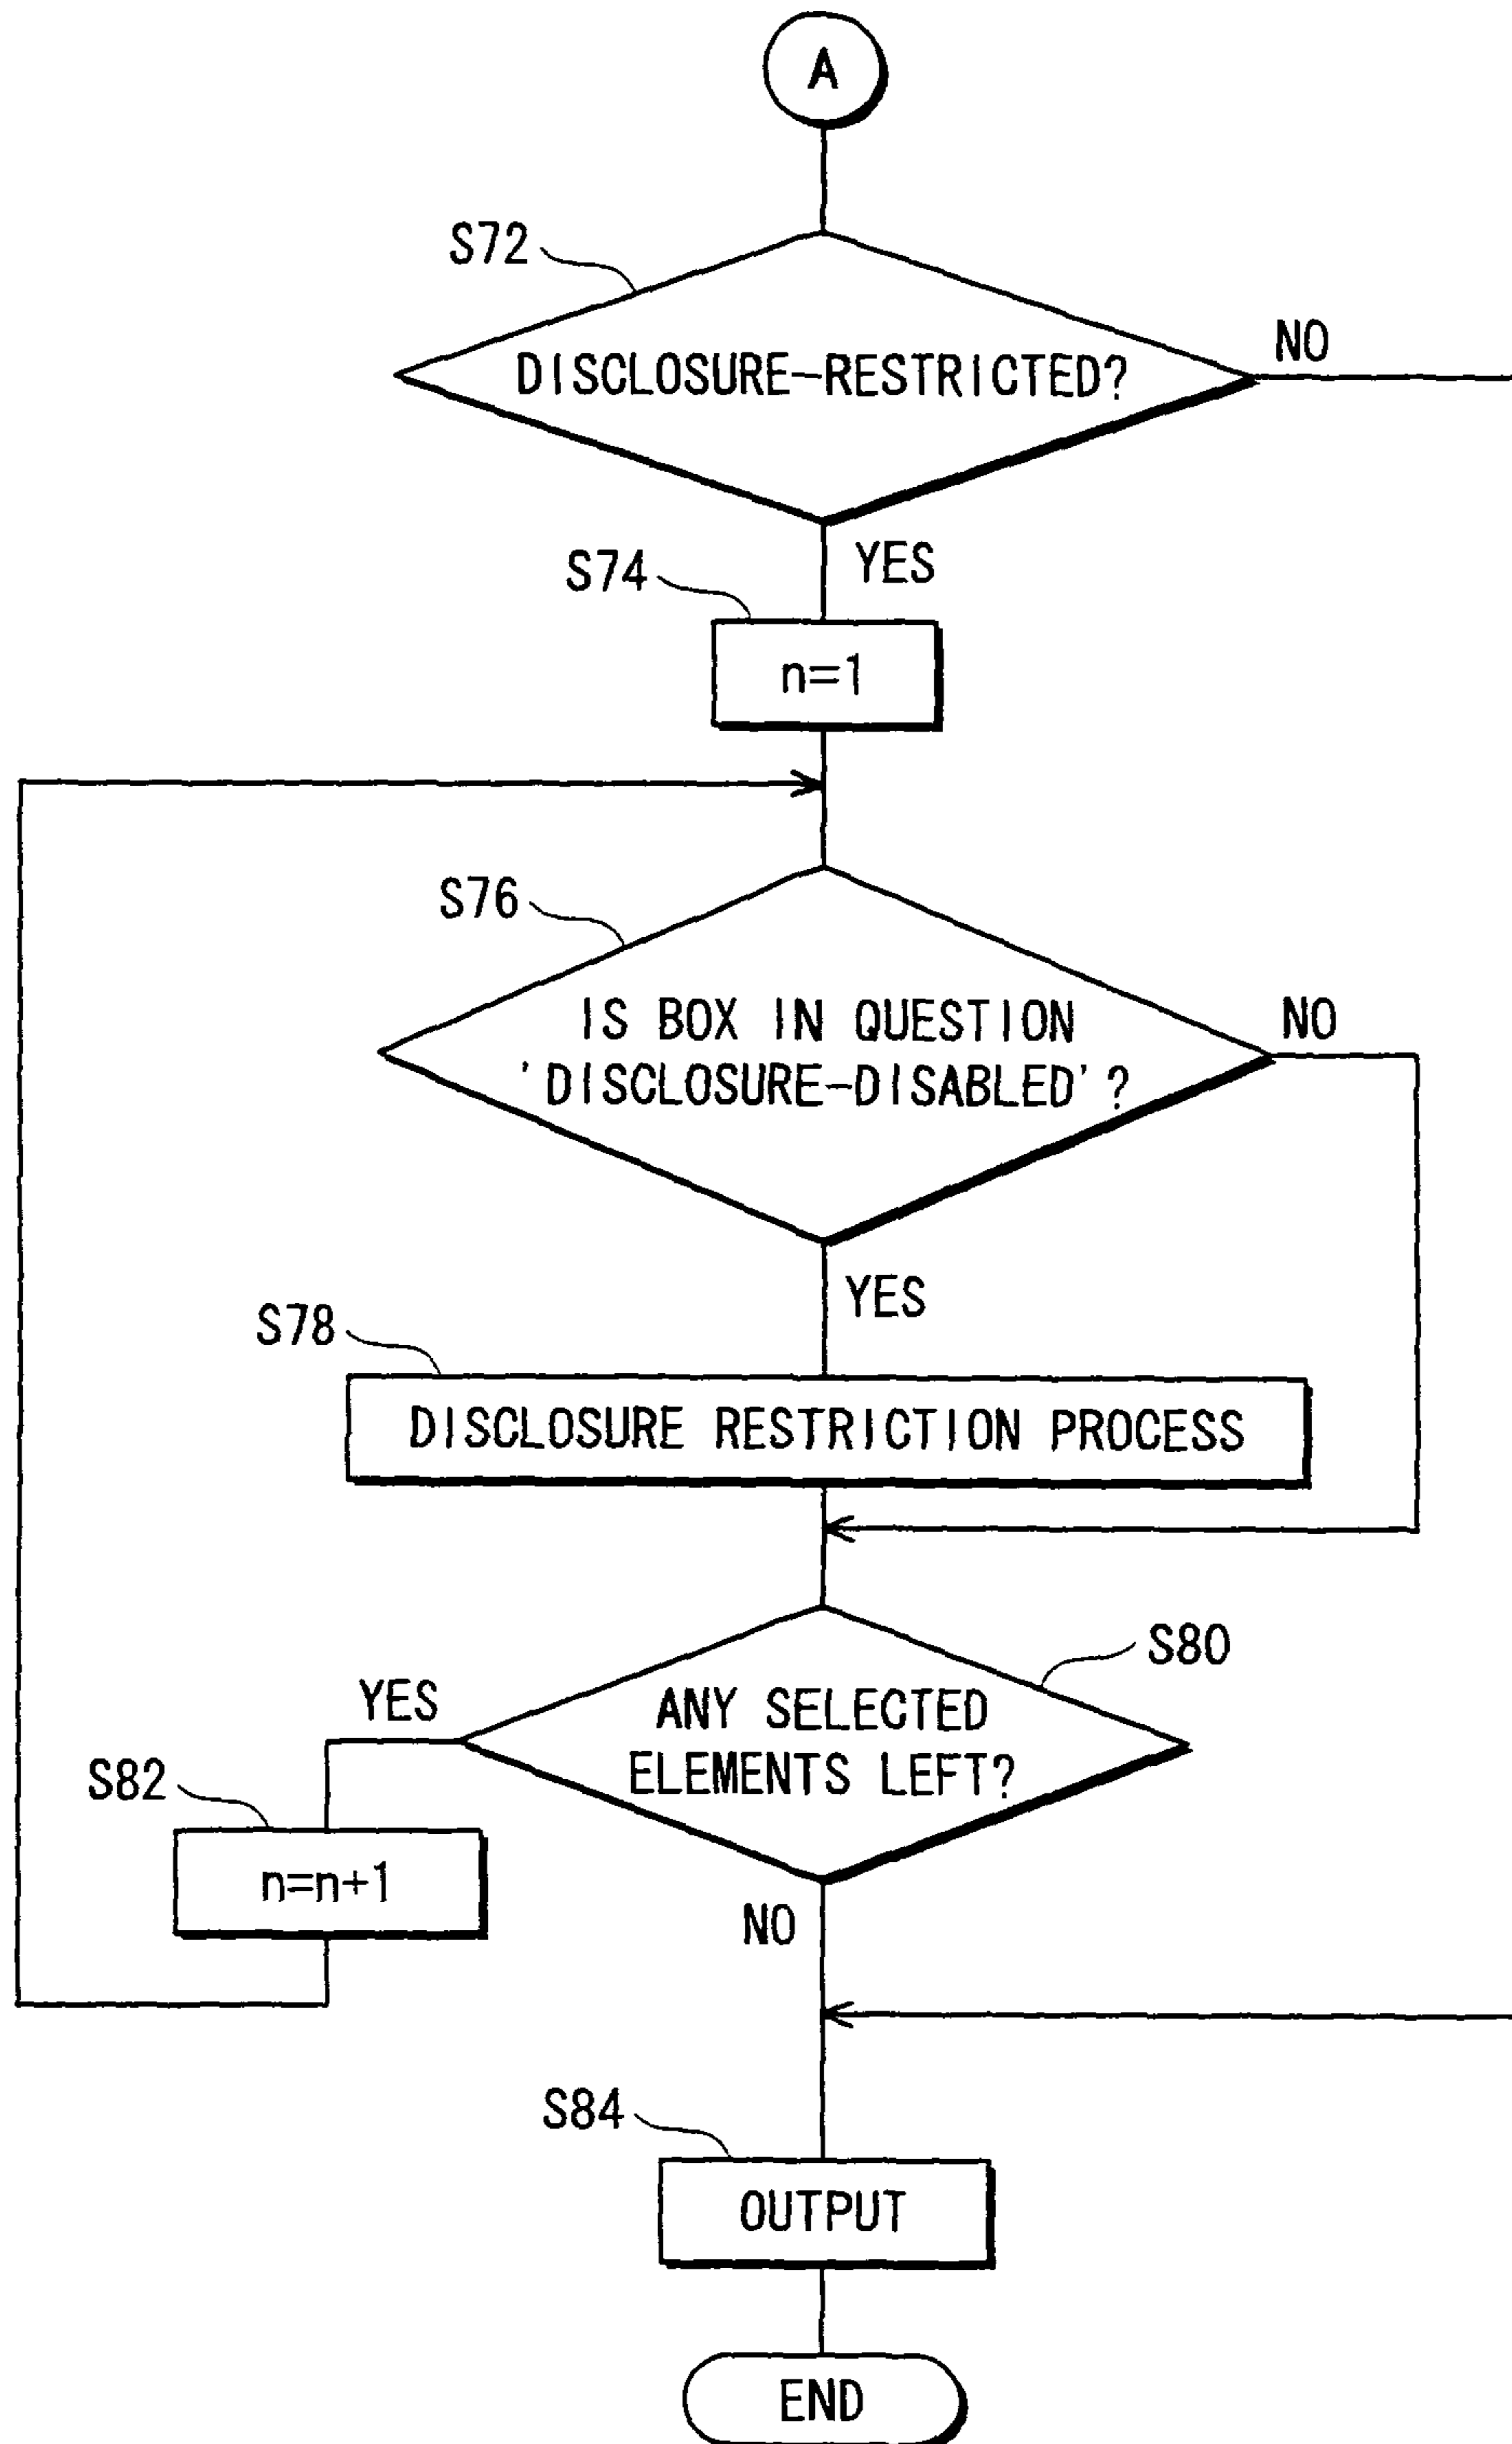 A
S72
DISCLOSURE-RESTRICTED?
NO
YES
S74
n=1
S76
IS BOX IN QUESTION
'DISCLOSURE-DISABLED'?
NO
YES
S78
DISCLOSURE RESTRICTION PROCESS
S80
ANY SELECTED
ELEMENTS LEFT?
YES
S82
n=n+1
NO
S84
OUTPUT
END